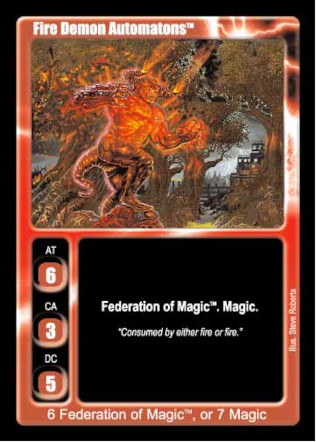 Fire Demon Automatons™
AT
6
CA
3
DC
5
Federation of Magic™. Magic.
"Consumed by either fire or fire."
Illus. Steve Roberts
6 Federation of Magic™, or 7 Magic